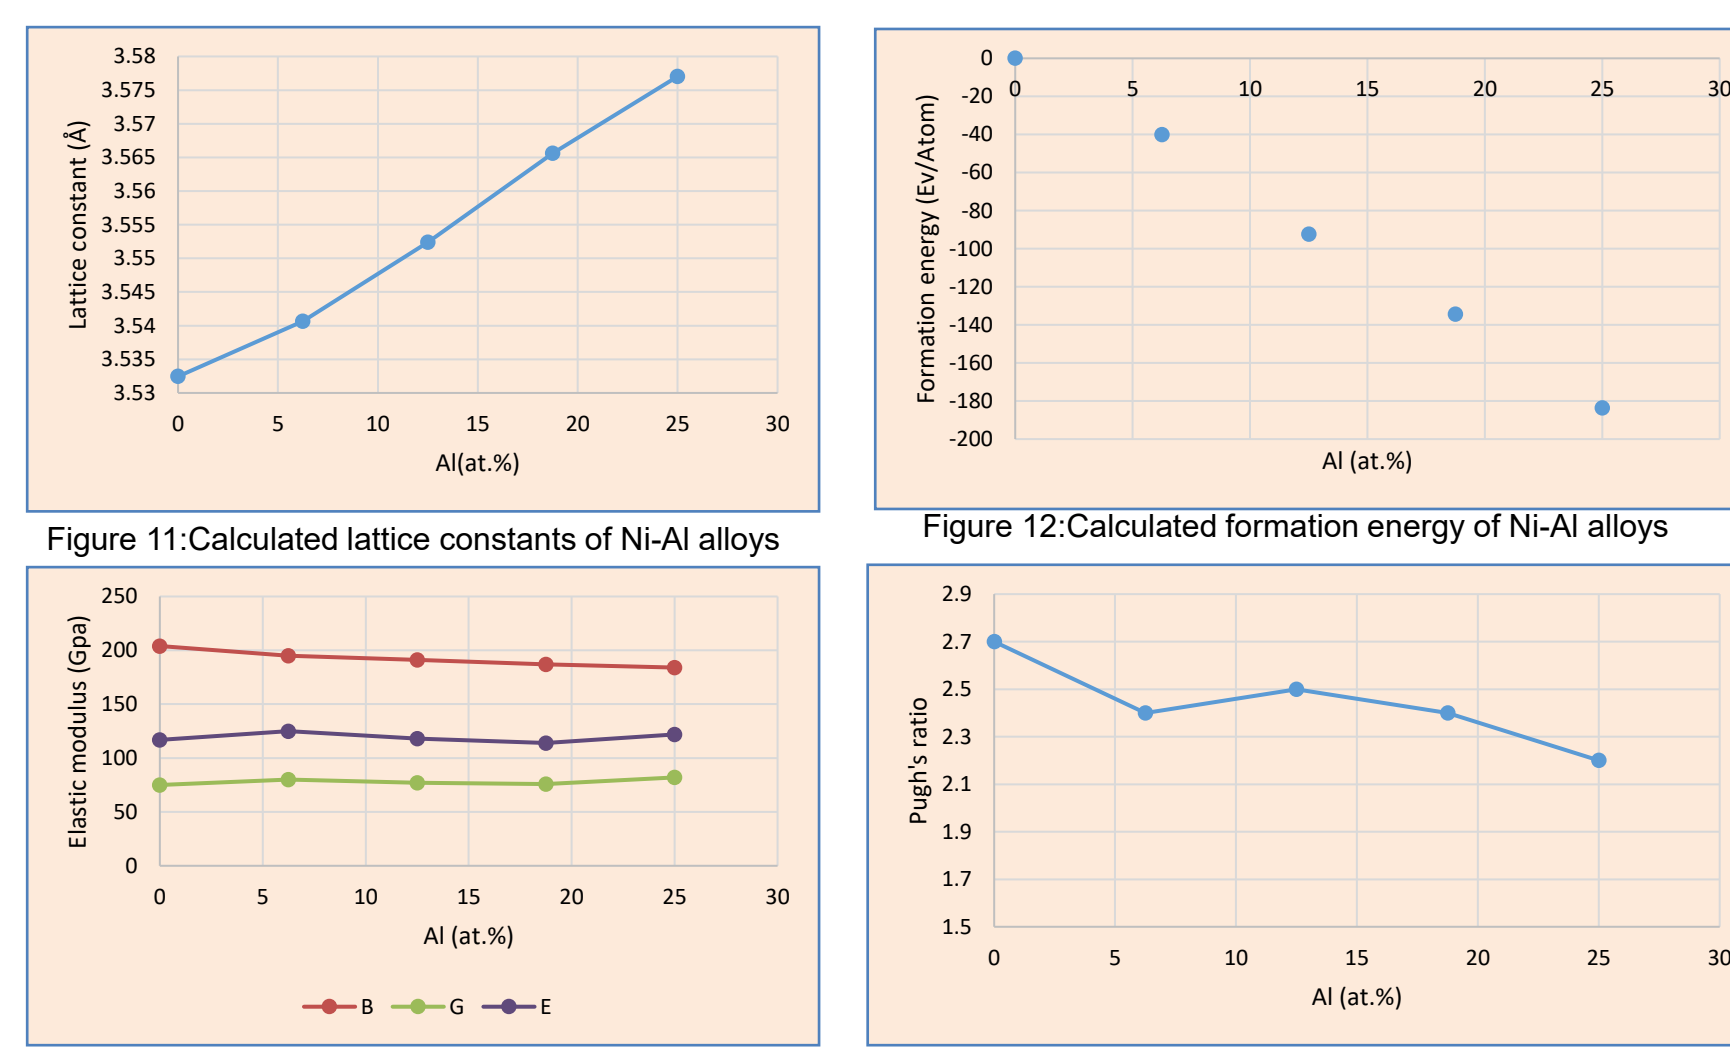 3.58
3.575
3.57
3.565
3.56
3.555
3.55
3.545
3.54
3.535
3.53
Lattice constant (Å)
0 5 10 15 20 25 30
Al(at.%)
Figure 11:Calculated lattice constants of Ni-Al alloys
0
-20
-40
-60
-80
-100
-120
-140
-160
-180
-200
Formation energy (Ev/Atom)
0 5 10 15 20 25 30
Al (at.%)
Figure 12:Calculated formation energy of Ni-Al alloys
250
200
150
100
50
0
Elastic modulus (Gpa)
0 5 10 15 20 25 30
Al (at.%)
B G E
2.9
2.7
2.5
2.3
2.1
1.9
1.7
1.5
Pugh's ratio
0 5 10 15 20 25 30
Al (at.%)